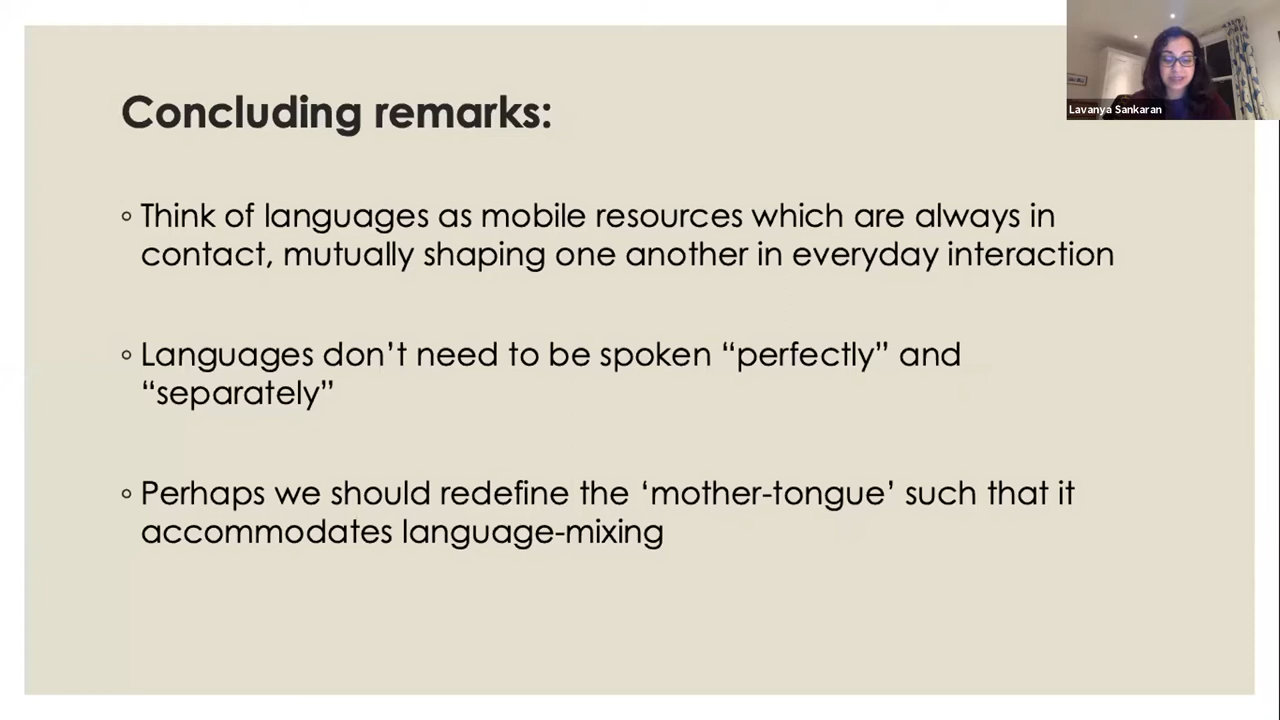 Lavanya Sankaran
Concluding remarks:
◦ Think of languages as mobile resources which are always in
contact, mutually shaping one another in everyday interaction
◦ Languages don’t need to be spoken “perfectly” and
“separately”
◦ Perhaps we should redefine the ‘mother-tongue’ such that it
accommodates language-mixing